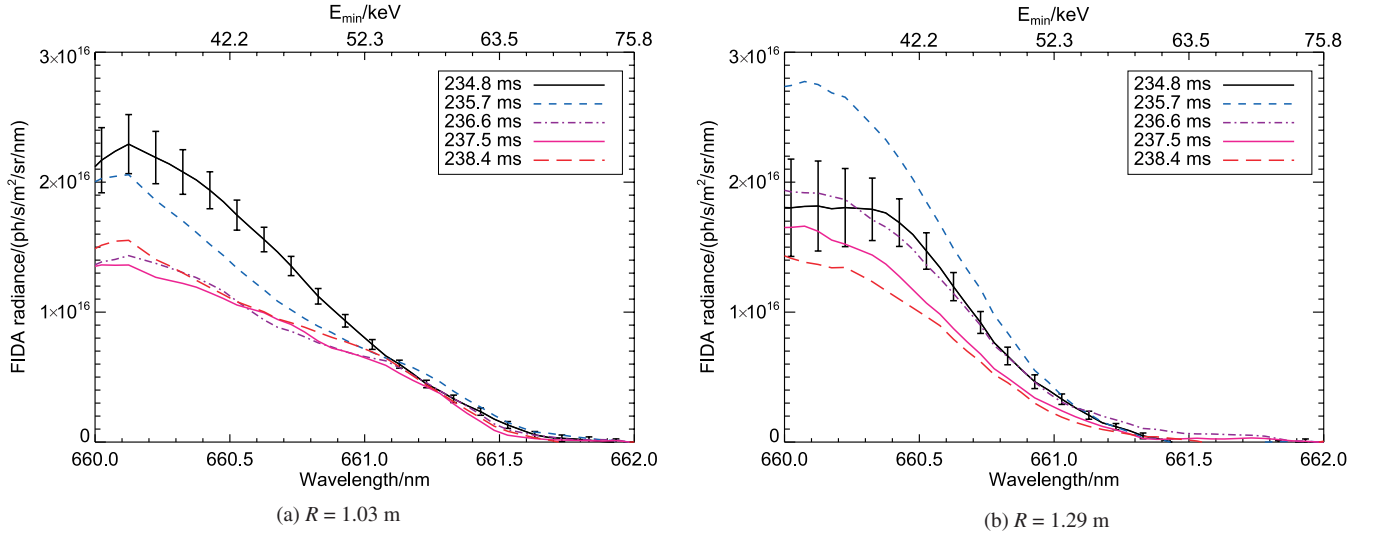 E_min/keV
42.2 52.3 63.5 75.8
3×10^16
2×10^16
1×10^16
0
FIDA radiance/(ph/s/m²/sr/nm)
234.8 ms
235.7 ms
236.6 ms
237.5 ms
238.4 ms
660.0 660.5 661.0 661.5 662.0
Wavelength/nm
(a) R = 1.03 m
E_min/keV
42.2 52.3 63.5 75.8
3×10^16
2×10^16
1×10^16
0
FIDA radiance/(ph/s/m²/sr/nm)
234.8 ms
235.7 ms
236.6 ms
237.5 ms
238.4 ms
660.0 660.5 661.0 661.5 662.0
Wavelength/nm
(b) R = 1.29 m